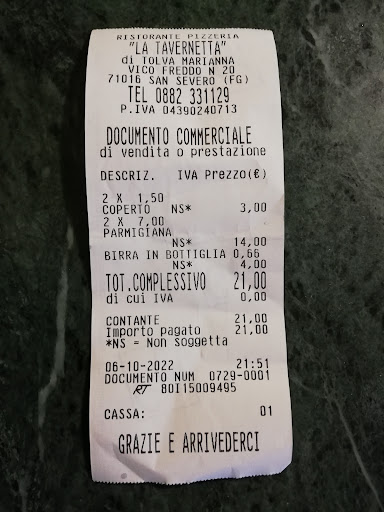 RISTORANTE PIZZERIA
"LA TAVERNETTA"
di TOLVA MARIANNA
VICO FREDDO N 20
71016 SAN SEVERO (FG)
TEL 0882 331129
P.IVA 04390240713
DOCUMENTO COMMERCIALE
di vendita o prestazione
DESCRIZ. IVA Prezzo(€)
2 X 1,50
COPERTO NS* 3,00
2 X 7,00
PARMIGIANA
NS* 14,00
BIRRA IN BOTTIGLIA 0,66
NS* 4,00
TOT.COMPLESSIVO 21,00
di cui IVA 0,00
CONTANTE 21,00
Importo pagato 21,00
*NS = Non soggetta
06-10-2022 21:51
DOCUMENTO NUM 0729-0001
RT BDI15009495
CASSA: 01
GRAZIE E ARRIVEDERCI